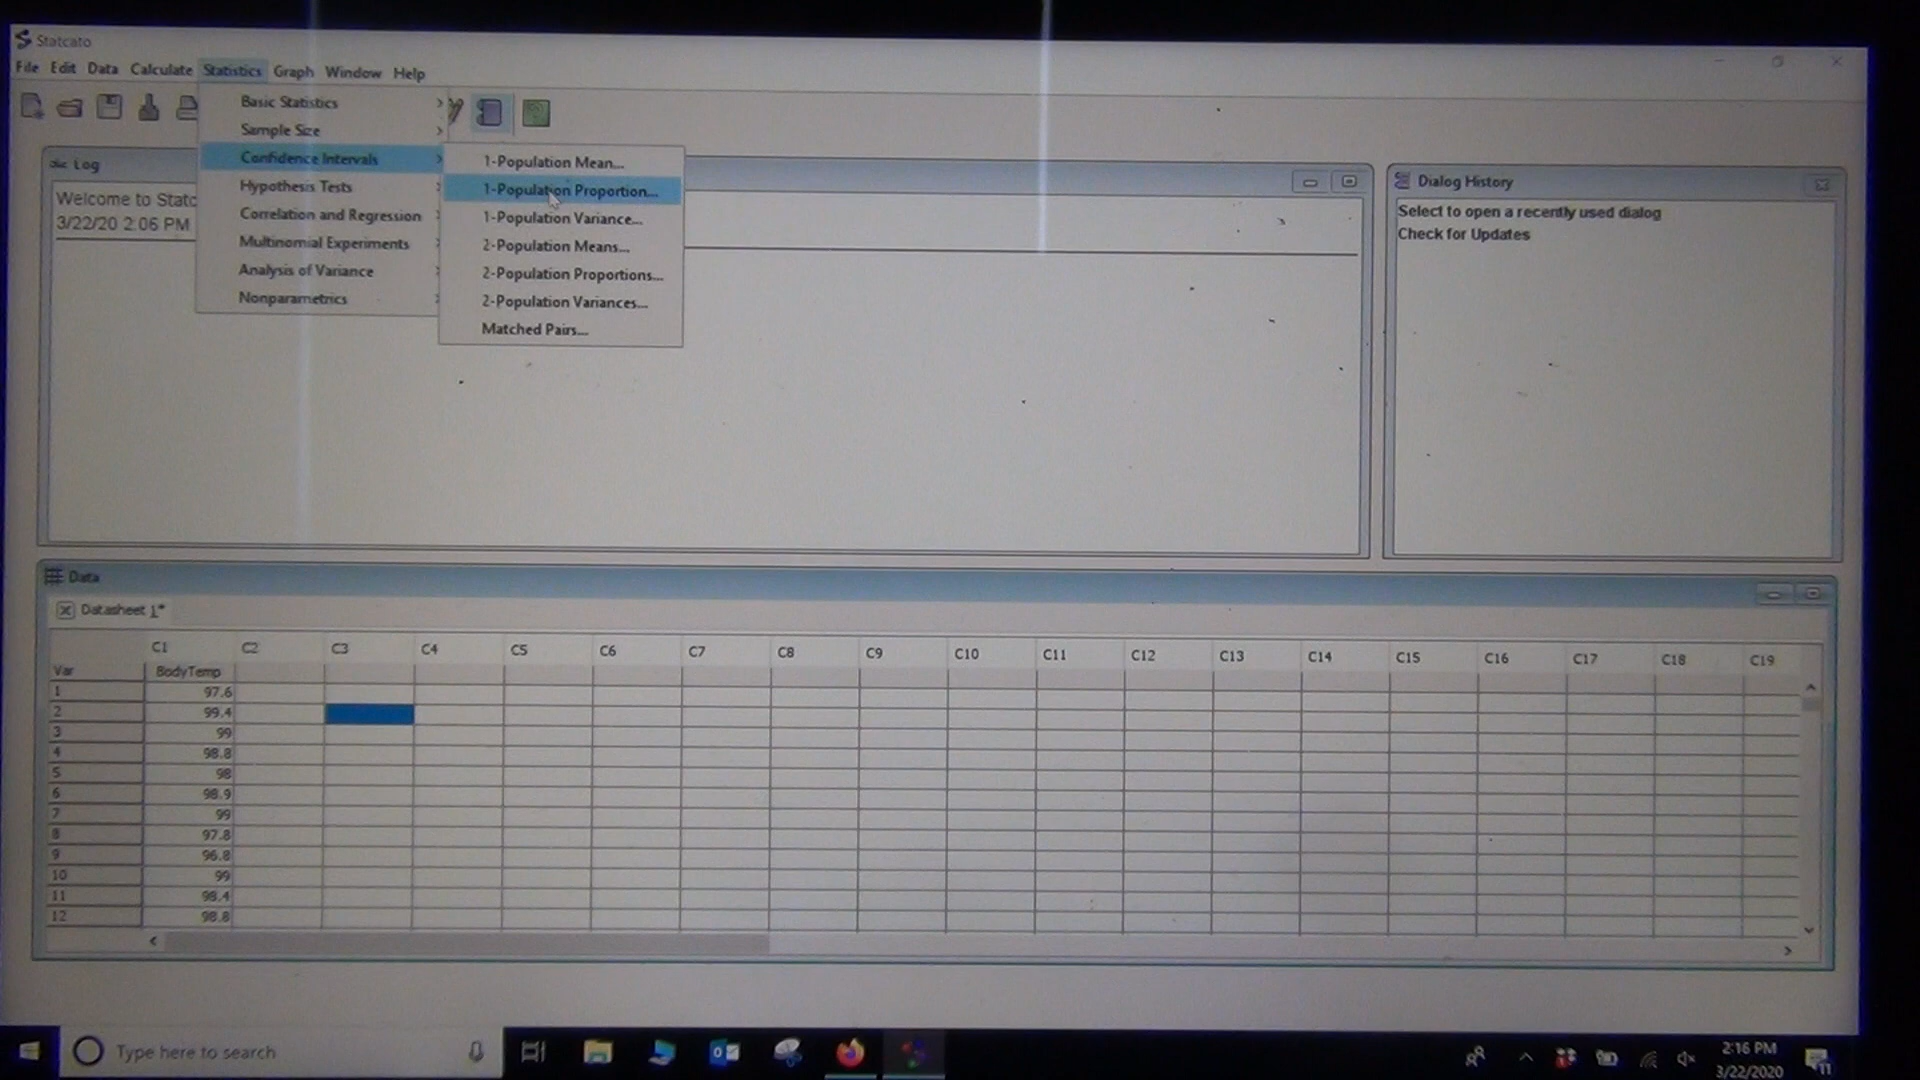 Statcato
File Edit Data Calculate Statistics Graph Window Help
Basic Statistics
Sample Size
Confidence Intervals
Hypothesis Tests
Correlation and Regression
Multinomial Experiments
Analysis of Variance
Nonparametrics
1-Population Mean...
1-Population Proportion...
1-Population Variance...
2-Population Means...
2-Population Proportions...
2-Population Variances...
Matched Pairs...
Log
Welcome to Statc
3/22/20 2:06 PM
Dialog History
Select to open a recently used dialog
Check for Updates
Data
Datasheet 1*
C1 C2 C3 C4 C5 C6 C7 C8 C9 C10 C11 C12 C13 C14 C15 C16 C17 C18 C19
Var BodyTemp
1 97.6
2 99.4
3 99
4 98.8
5 98
6 98.9
7 99
8 97.8
9 96.8
10 99
11 98.4
12 98.8
Type here to search
2:16 PM
3/22/2020
11